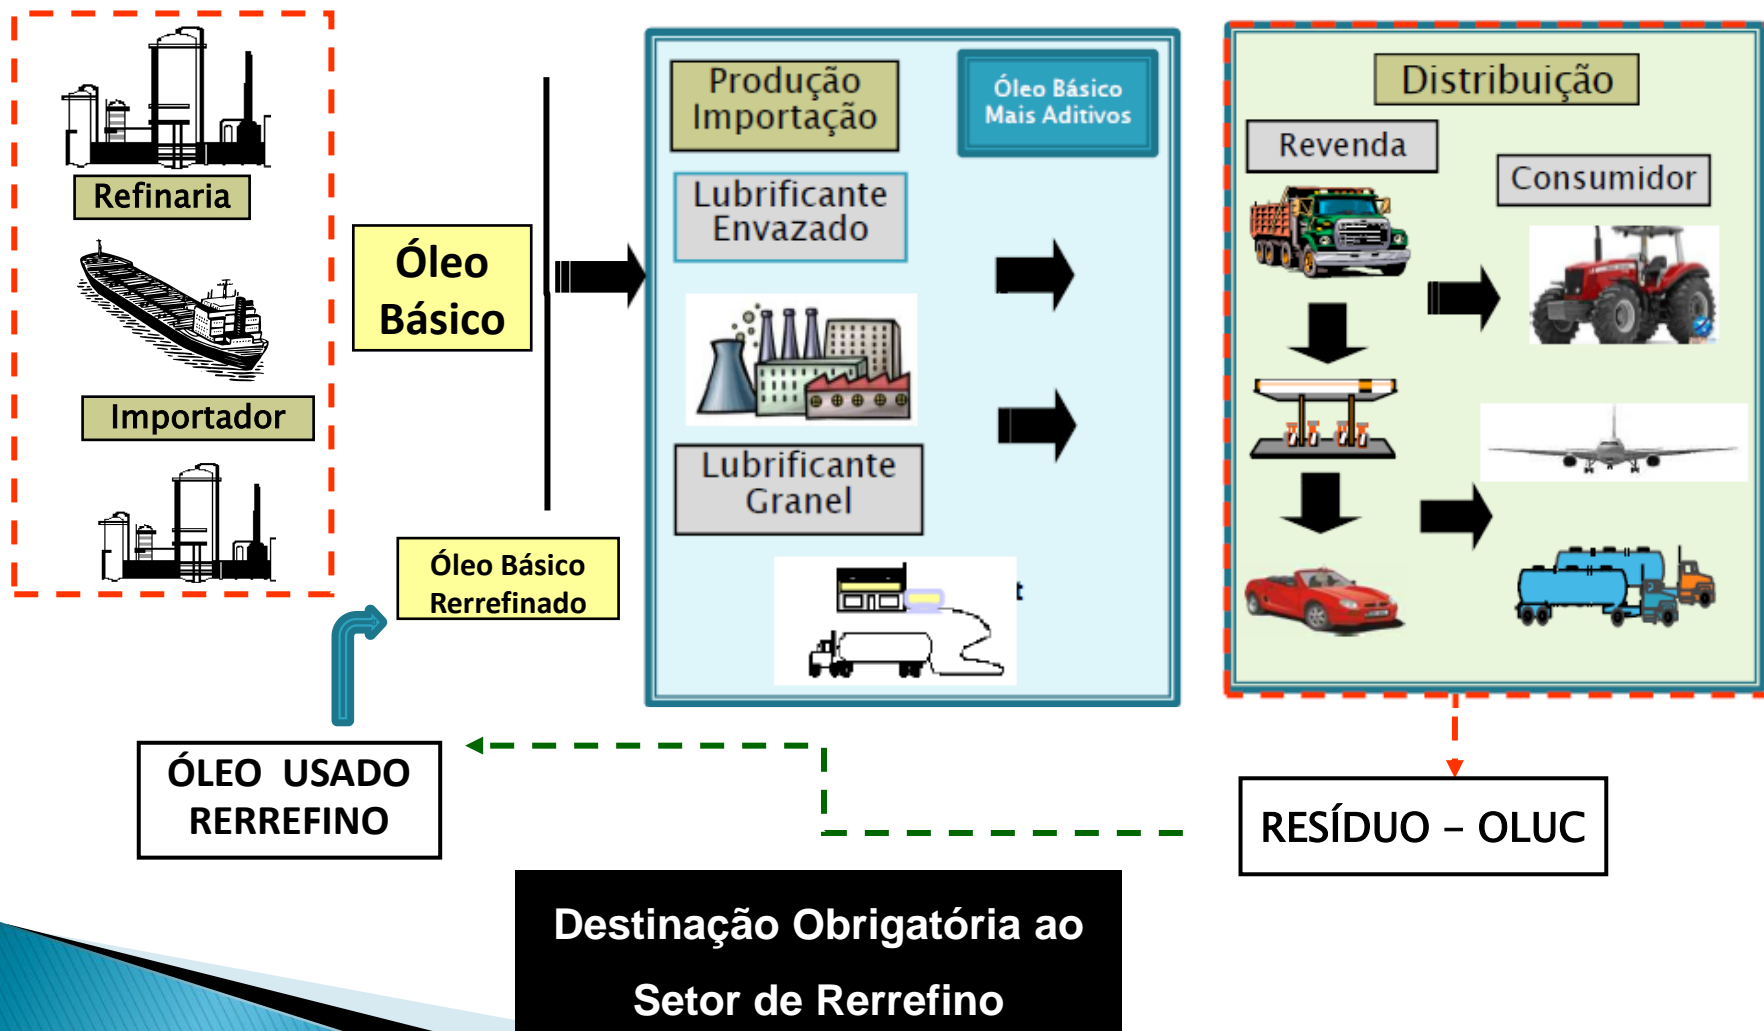 Refinaria
Importador
Óleo
Básico
Óleo Básico
Rerrefinado
Produção
Importação
Óleo Básico
Mais Aditivos
Lubrificante
Envazado
Lubrificante
Granel
t
Distribuição
Revenda
Consumidor
ÓLEO USADO
RERREFINO
RESÍDUO – OLUC
Destinação Obrigatória ao
Setor de Rerrefino